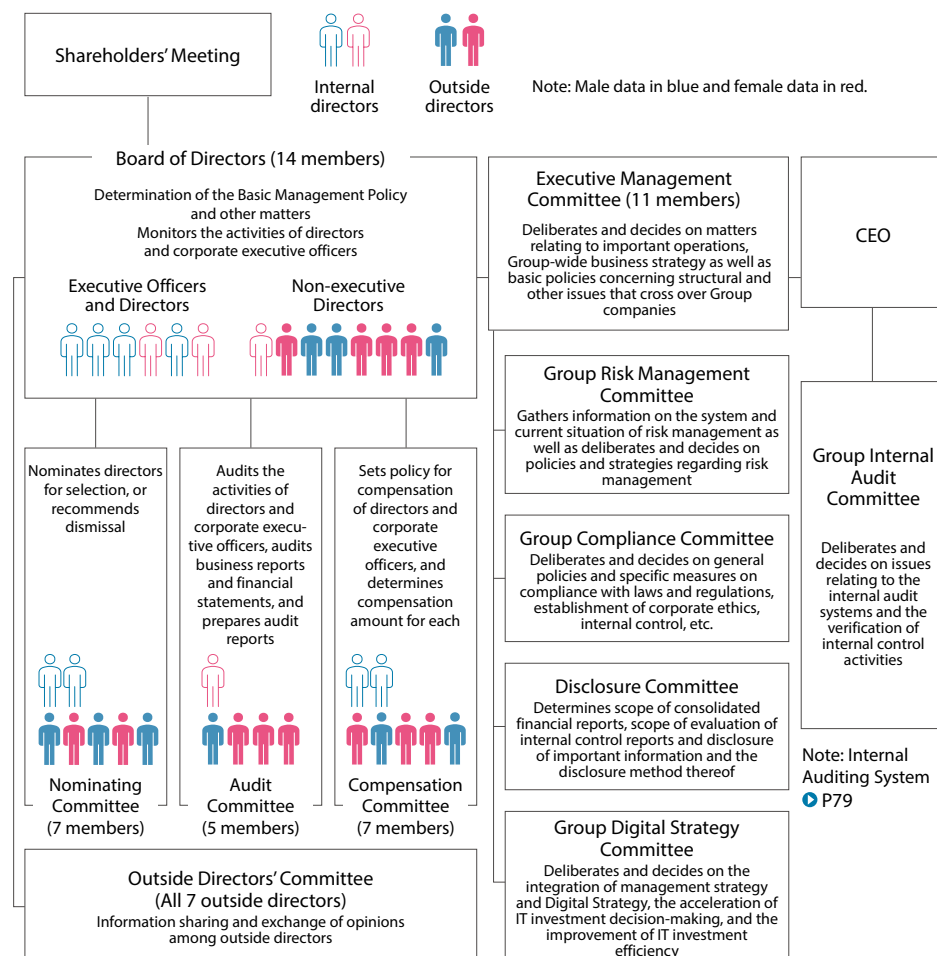 Shareholders’ Meeting
Internal
directors
Outside
directors
Note: Male data in blue and female data in red.
Board of Directors (14 members)
Determination of the Basic Management Policy
and other matters
Monitors the activities of directors
and corporate executive officers
Executive Officers
and Directors
Non-executive
Directors
Nominates directors
for selection, or
recommends
dismissal
Nominating
Committee
(7 members)
Audits the
activities of
directors and
corporate execu-
tive officers, audits
business reports
and financial
statements, and
prepares audit
reports
Audit
Committee
(5 members)
Sets policy for
compensation
of directors and
corporate
executive
officers, and
determines
compensation
amount for each
Compensation
Committee
(7 members)
Outside Directors’ Committee
(All 7 outside directors)
Information sharing and exchange of opinions
among outside directors
Executive Management
Committee (11 members)
Deliberates and decides on matters
relating to important operations,
Group-wide business strategy as well as
basic policies concerning structural and
other issues that cross over Group
companies
Group Risk Management
Committee
Gathers information on the system and
current situation of risk management as
well as deliberates and decides on
policies and strategies regarding risk
management
Group Compliance Committee
Deliberates and decides on general
policies and specific measures on
compliance with laws and regulations,
establishment of corporate ethics,
internal control, etc.
Disclosure Committee
Determines scope of consolidated
financial reports, scope of evaluation of
internal control reports and disclosure
of important information and the
disclosure method thereof
Group Digital Strategy
Committee
Deliberates and decides on the
integration of management strategy
and Digital Strategy, the acceleration of
IT investment decision-making, and the
improvement of IT investment
efficiency
CEO
Group Internal
Audit
Committee
Deliberates and
decides on issues
relating to the
internal audit
systems and the
verification of
internal control
activities
Note: Internal
Auditing System
P79